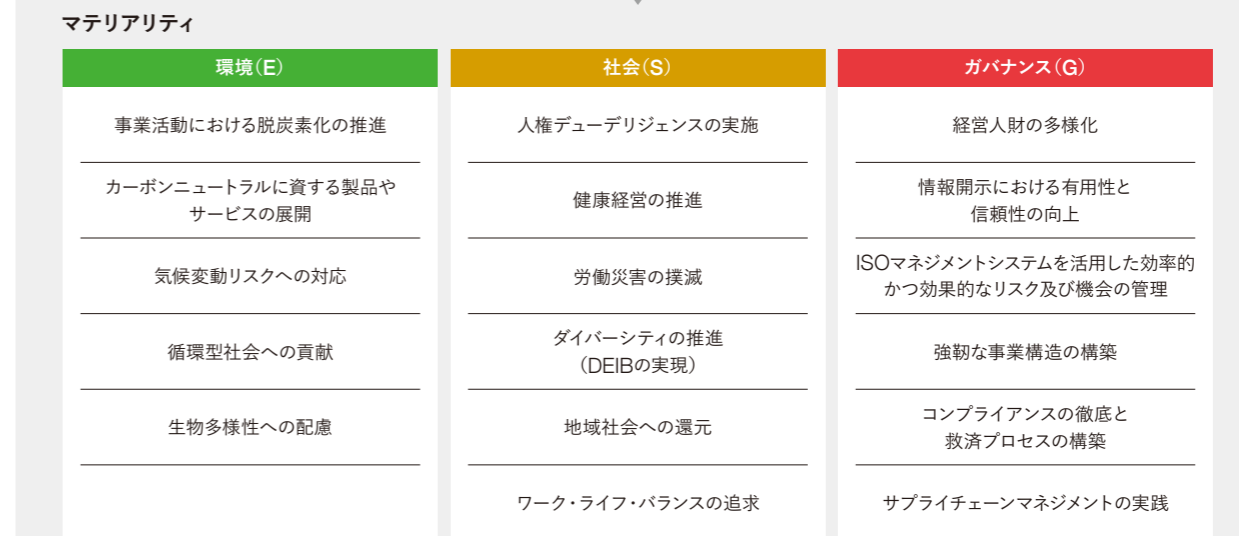 マテリアリティ
環境（E）
事業活動における脱炭素化の推進
カーボンニュートラルに資する製品や
サービスの展開
気候変動リスクへの対応
循環型社会への貢献
生物多様性への配慮
社会（S）
人権デューデリジェンスの実施
健康経営の推進
労働災害の撲滅
ダイバーシティの推進
（DEIBの実現）
地域社会への還元
ワーク・ライフ・バランスの追求
ガバナンス（G）
経営人財の多様化
情報開示における有用性と
信頼性の向上
ISOマネジメントシステムを活用した効率的
かつ効果的なリスク及び機会の管理
強靭な事業構造の構築
コンプライアンスの徹底と
救済プロセスの構築
サプライチェーンマネジメントの実践